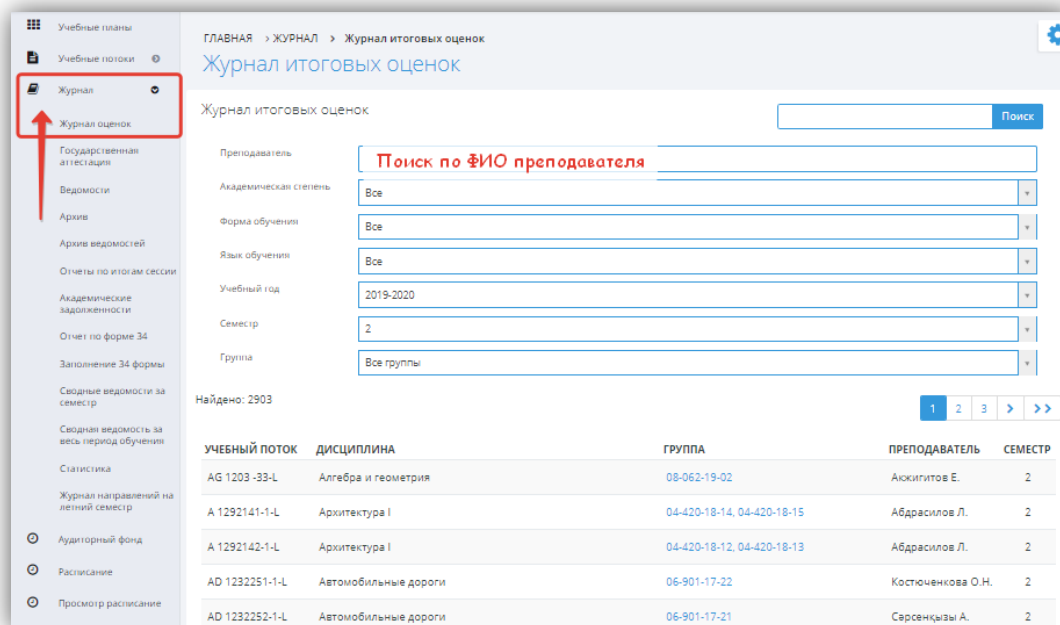 Учебные планы
Учебные потоки
Журнал
Журнал оценок
Государственная
аттестация
Ведомости
Архив
Архив ведомостей
Отчеты по итогам сессии
Академические
задолженности
Отчет по форме 34
Заполнение 34 формы
Сводные ведомости за
семестр
Сводная ведомость за
весь период обучения
Статистика
Журнал направлений на
летний семестр
Аудиторный фонд
Расписание
Просмотр расписание
ГЛАВНАЯ > ЖУРНАЛ > Журнал итоговых оценок
Журнал итоговых оценок
Журнал итоговых оценок
Поиск
Преподаватель Поиск по ФИО преподавателя
Академическая степень Все
Форма обучения Все
Язык обучения Все
Учебный год 2019-2020
Семестр 2
Группа Все группы
Найдено: 2903
1 2 3 > >>
УЧЕБНЫЙ ПОТОК ДИСЦИПЛИНА ГРУППА ПРЕПОДАВАТЕЛЬ СЕМЕСТР
AG 1203 -33-L Алгебра и геометрия 08-062-19-02 Акжигитов Е. 2
A 1292141-1-L Архитектура I 04-420-18-14, 04-420-18-15 Абдрасилов Л. 2
A 1292142-1-L Архитектура I 04-420-18-12, 04-420-18-13 Абдрасилов Л. 2
AD 1232251-1-L Автомобильные дороги 06-901-17-22 Костюченкова О.Н. 2
AD 1232252-1-L Автомобильные дороги 06-901-17-21 Сәрсенқызы А. 2